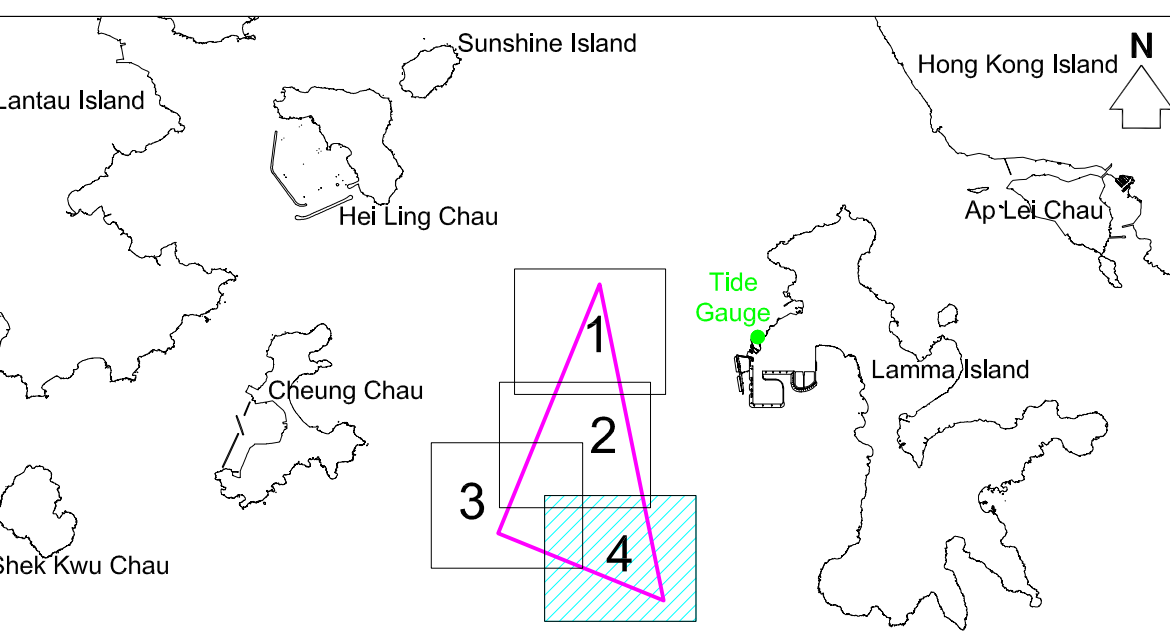 Sunshine Island
N
Hong Kong Island
Lantau Island
Hei Ling Chau
Ap Lei Chau
Tide
Gauge
1
Lamma Island
Cheung Chau
2
3
4
Shek Kwu Chau